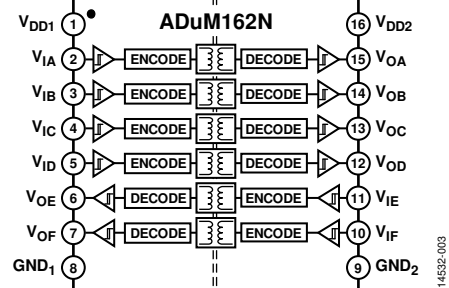 ADuM162N
VDD1 1 16 VDD2
VIA 2 ENCODE DECODE 15 VOA
VIB 3 ENCODE DECODE 14 VOB
VIC 4 ENCODE DECODE 13 VOC
VID 5 ENCODE DECODE 12 VOD
VOE 6 DECODE ENCODE 11 VIE
VOF 7 DECODE ENCODE 10 VIF
GND1 8 9 GND2
14532-003